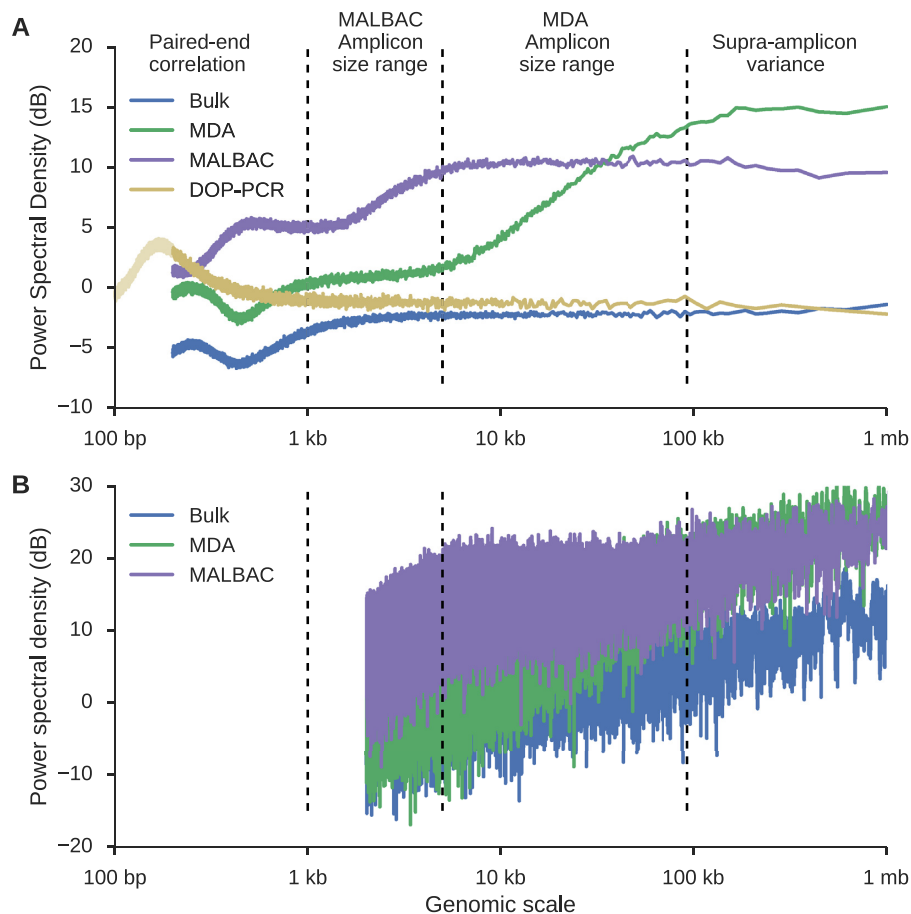 A
MALBAC
MDA
Paired-end
Amplicon
Amplicon
Supra-amplicon
correlation
size range
size range
variance
Power Spectral Density (dB)
20
15
10
5
0
−5
−10
Bulk
MDA
MALBAC
DOP-PCR
100 bp
1 kb
10 kb
100 kb
1 mb
B
Power spectral density (dB)
30
20
10
0
−10
−20
Bulk
MDA
MALBAC
100 bp
1 kb
10 kb
100 kb
1 mb
Genomic scale